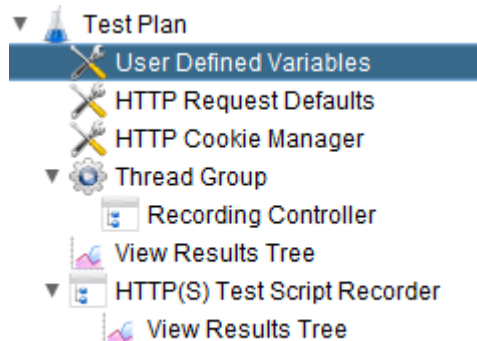 Test Plan
User Defined Variables
HTTP Request Defaults
HTTP Cookie Manager
Thread Group
Recording Controller
View Results Tree
HTTP(S) Test Script Recorder
View Results Tree